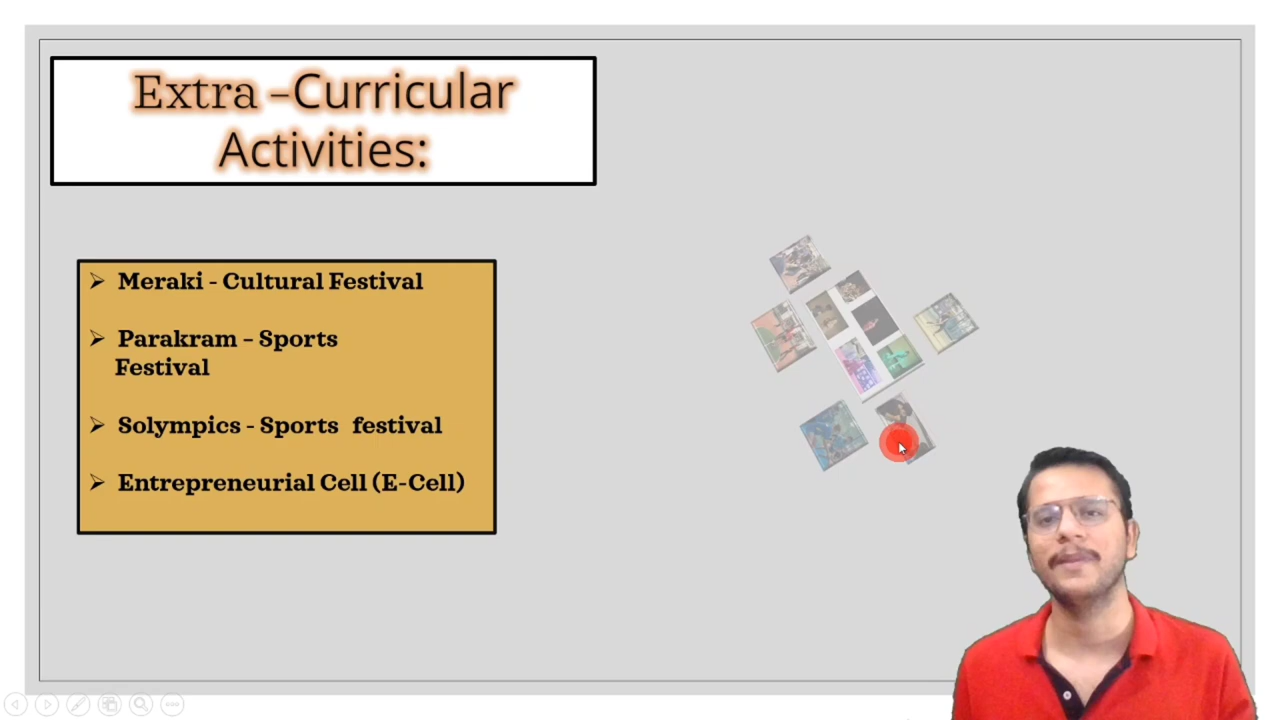 Extra –Curricular
Activities:
➢ Meraki - Cultural Festival
➢ Parakram – Sports
Festival
➢ Solympics - Sports festival
➢ Entrepreneurial Cell (E-Cell)